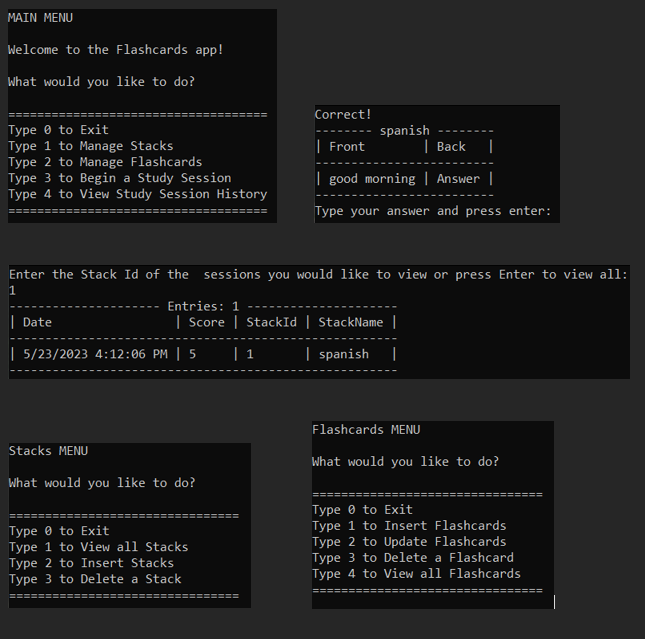 MAIN MENU
Welcome to the Flashcards app!
What would you like to do?
===================================
Type 0 to Exit
Type 1 to Manage Stacks
Type 2 to Manage Flashcards
Type 3 to Begin a Study Session
Type 4 to View Study Session History
====================================
Correct!
-------- spanish --------
| Front        | Back   |
-------------------------
| good morning | Answer |
-------------------------
Type your answer and press enter:
Enter the Stack Id of the  sessions you would like to view or press Enter to view all:
1
--------------------- Entries: 1 ---------------------
| Date                 | Score | StackId | StackName |
------------------------------------------------------
| 5/23/2023 4:12:06 PM | 5     | 1       | spanish   |
------------------------------------------------------
Stacks MENU
What would you like to do?
================================
Type 0 to Exit
Type 1 to View all Stacks
Type 2 to Insert Stacks
Type 3 to Delete a Stack
================================
Flashcards MENU
What would you like to do?
================================
Type 0 to Exit
Type 1 to Insert Flashcards
Type 2 to Update Flashcards
Type 3 to Delete a Flashcard
Type 4 to View all Flashcards
================================